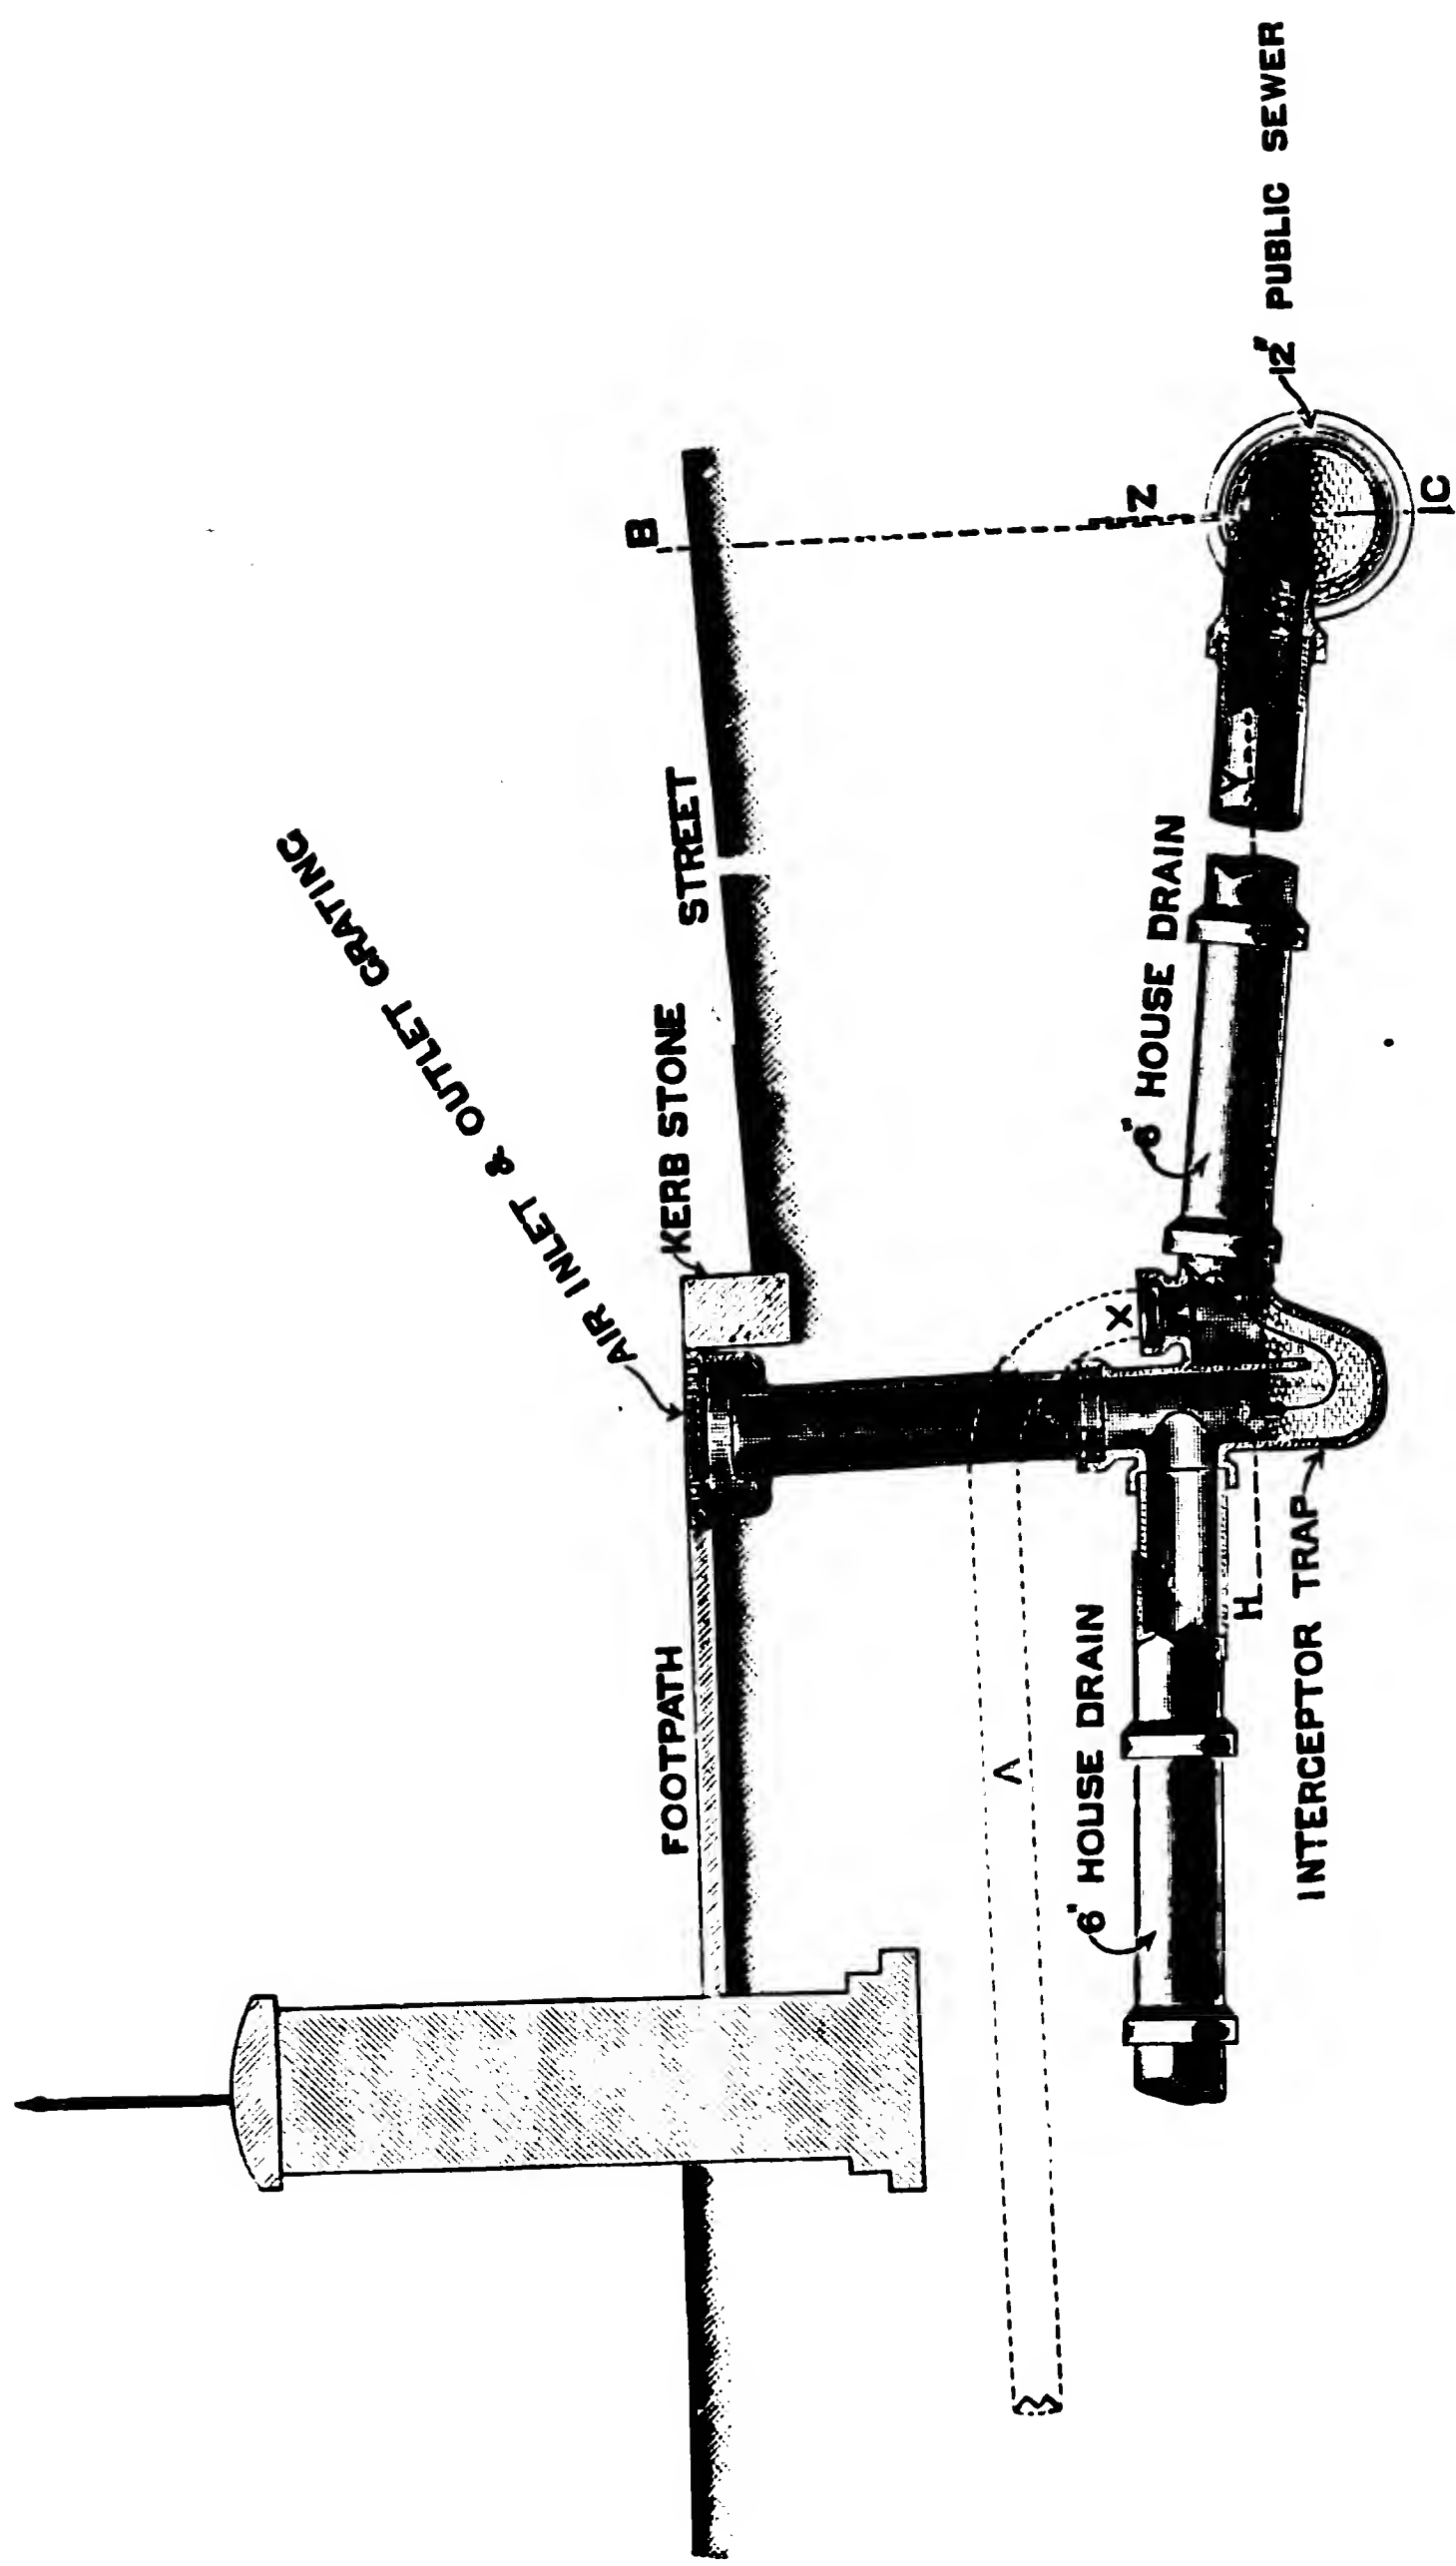 AIR INLET & OUTLET GRATING
FOOTPATH
KERB STONE
STREET
B
V
X
Z
6" HOUSE DRAIN
6" HOUSE DRAIN
Y
H
INTERCEPTOR TRAP
12" PUBLIC SEWER
C